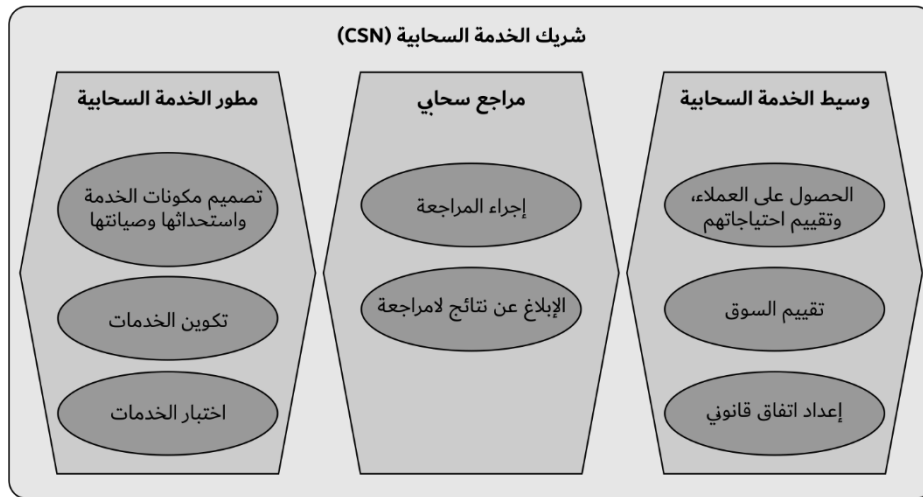 شريك الخدمة السحابية (CSN)
وسيط الخدمة السحابية
الحصول على العملاء،
وتقييم احتياجاتهم
تقييم السوق
إعداد اتفاق قانوني
مراجع سحابي
إجراء المراجعة
الإبلاغ عن نتائج لامراجعة
مطور الخدمة السحابية
تصميم مكونات الخدمة
واستحداثها وصيانتها
تكوين الخدمات
اختبار الخدمات